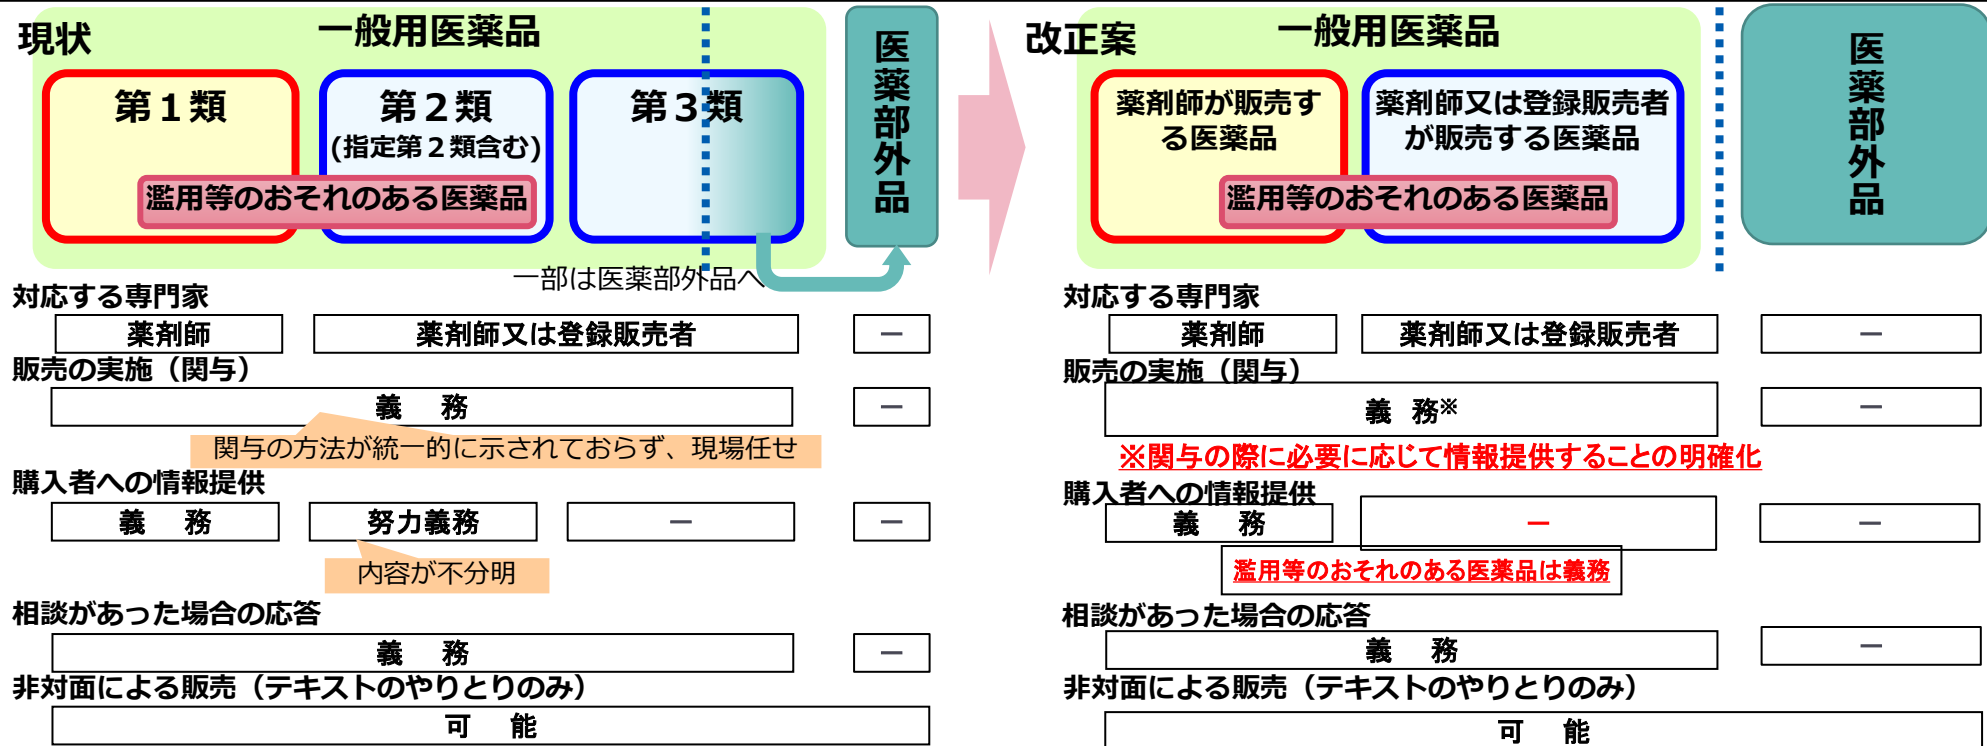 現状
一般用医薬品
第1類
第2類
(指定第2類含む)
第3類
濫用等のおそれのある医薬品
医薬部外品
一部は医薬部外品へ
対応する専門家
薬剤師
薬剤師又は登録販売者
－
販売の実施（関与）
義　務
－
関与の方法が統一的に示されておらず、現場任せ
購入者への情報提供
義　務
努力義務
－
－
内容が不分明
相談があった場合の応答
義　務
－
非対面による販売（テキストのやりとりのみ）
可　能
改正案
一般用医薬品
薬剤師が販売す
る医薬品
薬剤師又は登録販売者
が販売する医薬品
濫用等のおそれのある医薬品
医薬部外品
対応する専門家
薬剤師
薬剤師又は登録販売者
－
販売の実施（関与）
義　務※
－
※関与の際に必要に応じて情報提供することの明確化
購入者への情報提供
義　務
－
－
濫用等のおそれのある医薬品は義務
相談があった場合の応答
義　務
－
非対面による販売（テキストのやりとりのみ）
可　能